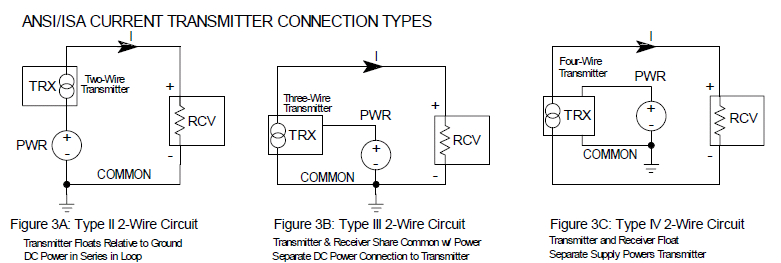 ANSI/ISA CURRENT TRANSMITTER CONNECTION TYPES
I
TRX
Two-Wire
Transmitter
+
RCV
-
PWR
+
-
COMMON
Figure 3A: Type II 2-Wire Circuit
Transmitter Floats Relative to Ground
DC Power in Series in Loop
I
Three-Wire
Transmitter
TRX
PWR
+
-
+
RCV
-
COMMON
Figure 3B: Type III 2-Wire Circuit
Transmitter & Receiver Share Common w/ Power
Separate DC Power Connection to Transmitter
I
Four-Wire
Transmitter
TRX
PWR
+
-
+
RCV
-
COMMON
Figure 3C: Type IV 2-Wire Circuit
Transmitter and Receiver Float
Separate Supply Powers Transmitter